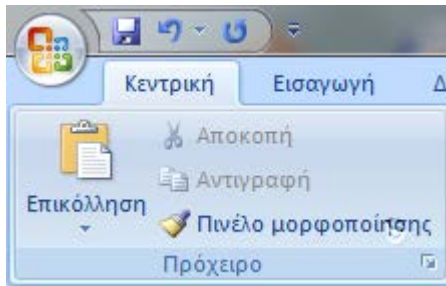 Κεντρική Εισαγωγή Δ
Αποκοπή
Αντιγραφή
Επικόλληση
Πινέλο μορφοποίησης
Πρόχειρο